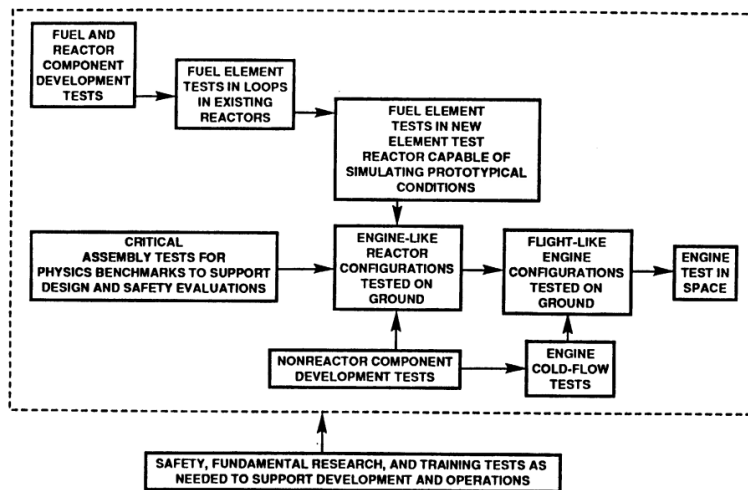 FUEL AND
REACTOR
COMPONENT
DEVELOPMENT
TESTS
FUEL ELEMENT
TESTS IN LOOPS
IN EXISTING
REACTORS
FUEL ELEMENT
TESTS IN NEW
ELEMENT TEST
REACTOR CAPABLE OF
SIMULATING PROTOTYPICAL
CONDITIONS
CRITICAL
ASSEMBLY TESTS FOR
PHYSICS BENCHMARKS TO SUPPORT
DESIGN AND SAFETY EVALUATIONS
ENGINE-LIKE
REACTOR
CONFIGURATIONS
TESTED ON
GROUND
FLIGHT-LIKE
ENGINE
CONFIGURATIONS
TESTED ON
GROUND
ENGINE
TEST IN
SPACE
NONREACTOR COMPONENT
DEVELOPMENT TESTS
ENGINE
COLD-FLOW
TESTS
SAFETY, FUNDAMENTAL RESEARCH, AND TRAINING TESTS AS
NEEDED TO SUPPORT DEVELOPMENT AND OPERATIONS